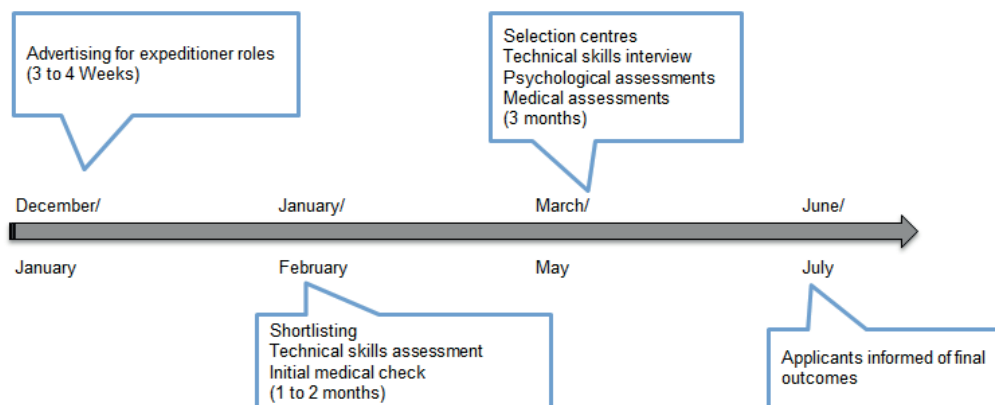 Advertising for expeditioner roles
(3 to 4 Weeks)
Selection centres
Technical skills interview
Psychological assessments
Medical assessments
(3 months)
December/
January/
March/
June/
January
February
May
July
Shortlisting
Technical skills assessment
Initial medical check
(1 to 2 months)
Applicants informed of final
outcomes